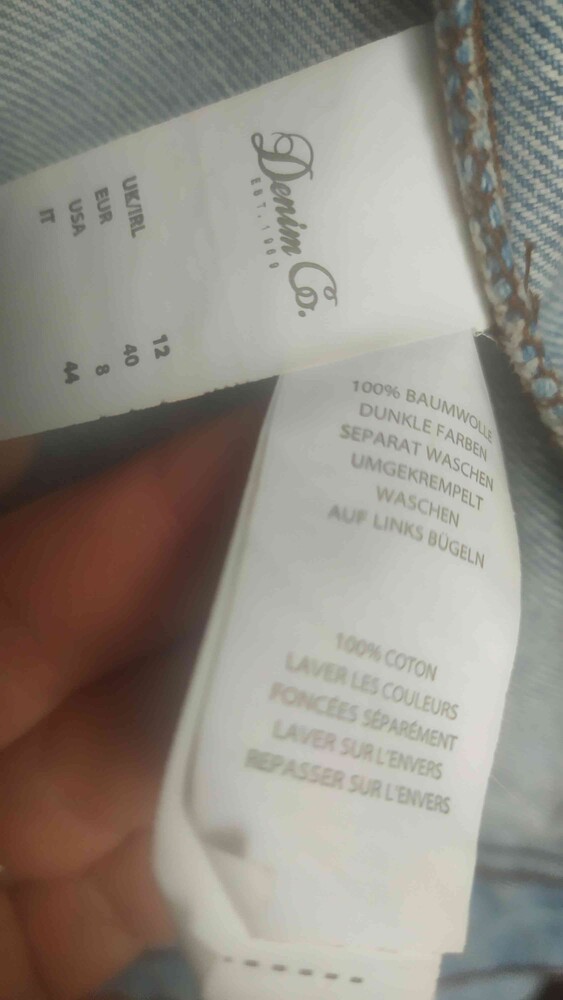 Denim Co.
EST. 1969
UK/IRL 12
EUR 40
USA 8
IT 44
100% BAUMWOLLE
DUNKLE FARBEN
SEPARAT WASCHEN
UMGEKREMPELT
WASCHEN
AUF LINKS BÜGELN
100% COTON
LAVER LES COULEURS
FONCÉES SÉPARÉMENT
LAVER SUR L'ENVERS
REPASSER SUR L'ENVERS